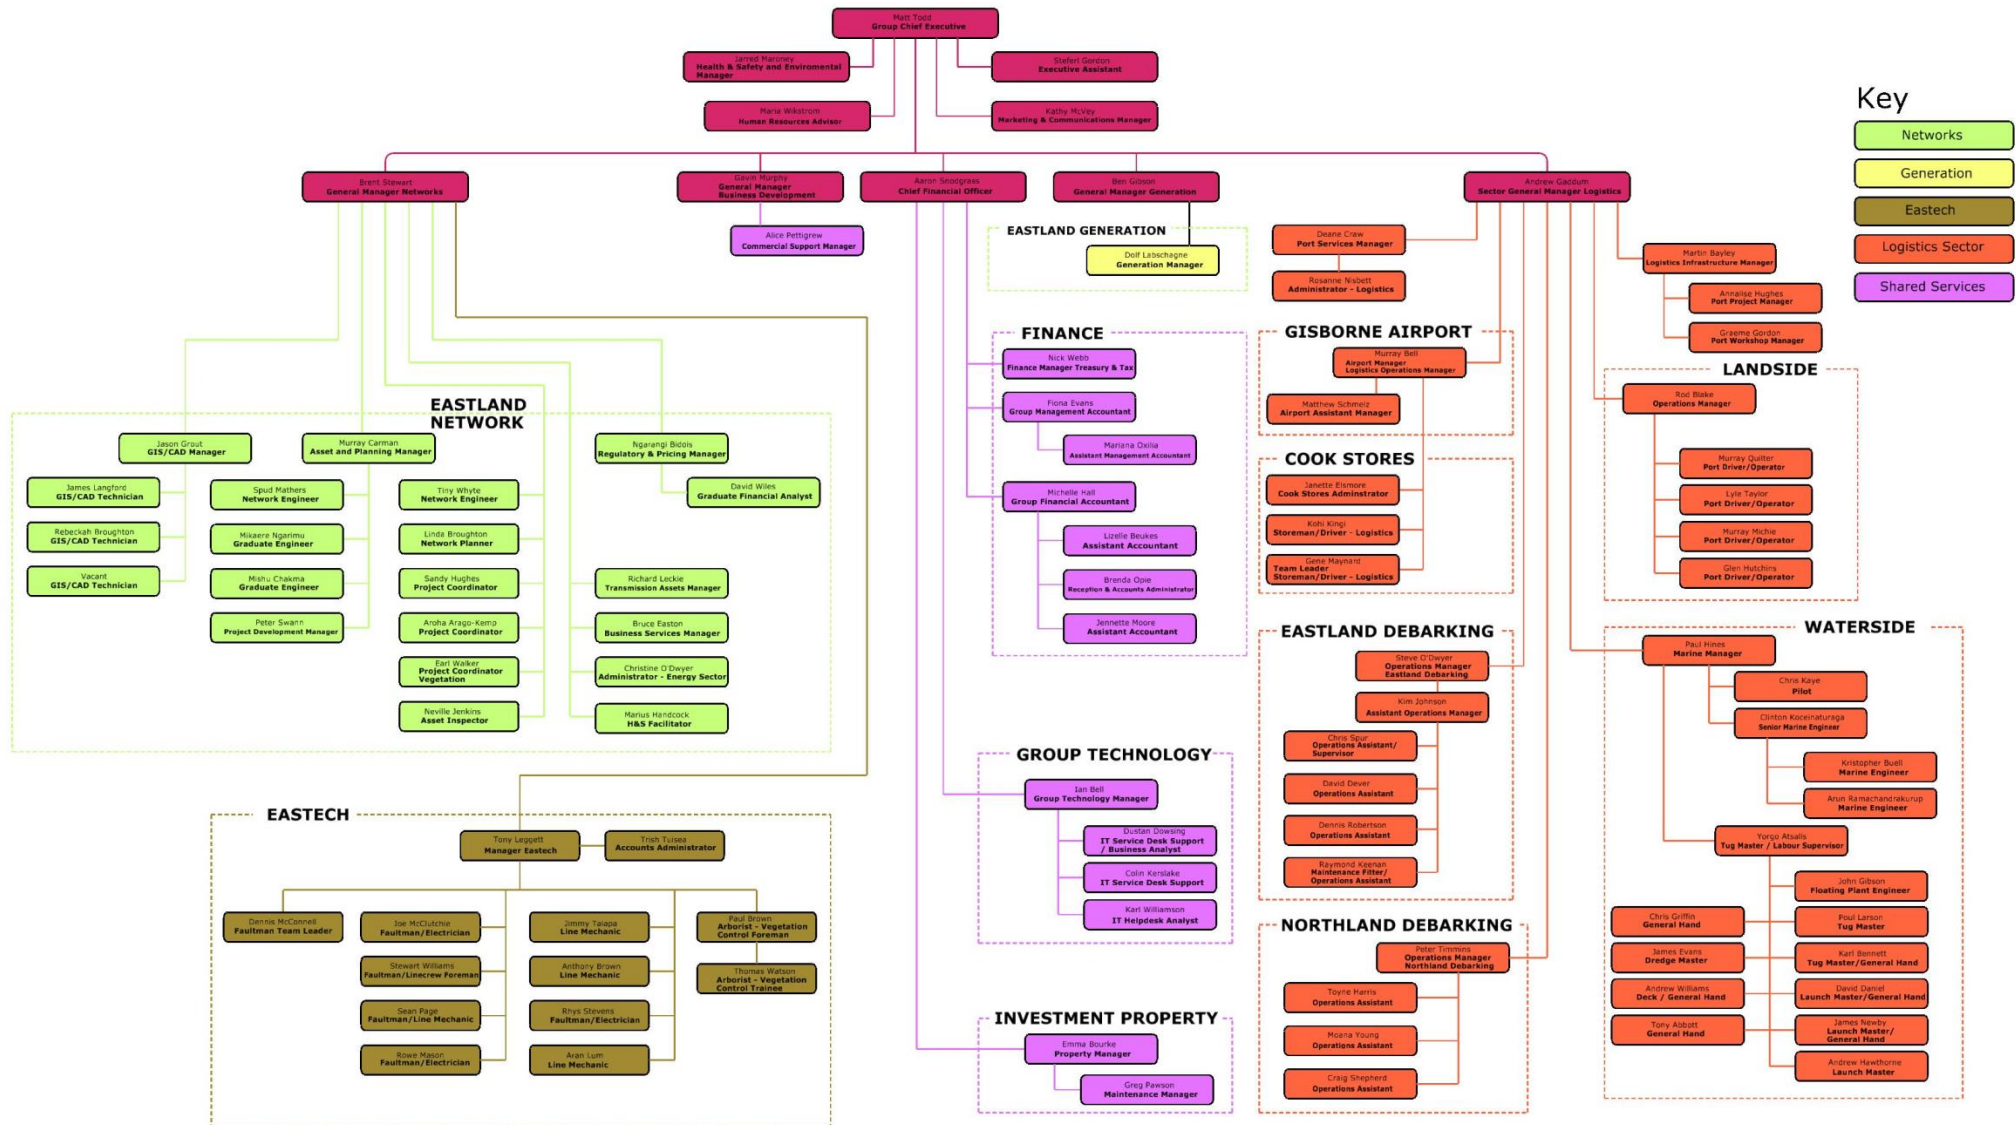 Matt Todd
Group Chief Executive
Jarred Maroney
Health & Safety and Enviromental
Manager
Steferl Gordon
Executive Assistant
Maria Wikstrom
Human Resources Advisor
Kathy McVey
Marketing & Communications Manager
Key
Networks
Generation
Eastech
Logistics Sector
Shared Services
Brent Stewart
General Manager Networks
Gavin Murphy
General Manager
Business Development
Aaron Snodgrass
Chief Financial Officer
Ben Gibson
General Manager Generation
Andrew Gaddum
Sector General Manager Logistics
Alice Pettigrew
Commercial Support Manager
EASTLAND GENERATION
Dolf Labschagne
Generation Manager
Deane Craw
Port Services Manager
Rosanne Nisbett
Administrator - Logistics
Martin Bayley
Logistics Infrastructure Manager
Annalise Hughes
Port Project Manager
Graeme Gordon
Port Workshop Manager
EASTLAND
NETWORK
Jason Grout
GIS/CAD Manager
Murray Carman
Asset and Planning Manager
Ngarangi Bidois
Regulatory & Pricing Manager
James Langford
GIS/CAD Technician
Rebeckah Broughton
GIS/CAD Technician
Vacant
GIS/CAD Technician
Spud Mathers
Network Engineer
Mikaere Ngarimu
Graduate Engineer
Mishu Chakma
Graduate Engineer
Peter Swann
Project Development Manager
Tiny Whyte
Network Engineer
Linda Broughton
Network Planner
Sandy Hughes
Project Coordinator
Aroha Arago-Kemp
Project Coordinator
Earl Walker
Project Coordinator
Vegetation
Neville Jenkins
Asset Inspector
David Wiles
Graduate Financial Analyst
Richard Leckie
Transmission Assets Manager
Bruce Easton
Business Services Manager
Christine O'Dwyer
Administrator - Energy Sector
Marius Handcock
H&S Facilitator
EASTECH
Tony Leggett
Manager Eastech
Trish Tuisea
Accounts Administrator
Dennis McConnell
Faultman Team Leader
Joe McClutchie
Faultman/Electrician
Stewart Williams
Faultman/Linecrew Foreman
Sean Page
Faultman/Line Mechanic
Rowe Mason
Faultman/Electrician
Jimmy Taiapa
Line Mechanic
Anthony Brown
Line Mechanic
Rhys Stevens
Faultman/Electrician
Aran Lum
Line Mechanic
Paul Brown
Arborist - Vegetation
Control Foreman
Thomas Watson
Arborist - Vegetation
Control Trainee
FINANCE
Nick Webb
Finance Manager Treasury & Tax
Fiona Evans
Group Management Accountant
Mariana Oxilia
Assistant Management Accountant
Michelle Hall
Group Financial Accountant
Lizelle Beukes
Assistant Accountant
Brenda Opie
Reception & Accounts Administrator
Jennette Moore
Assistant Accountant
GROUP TECHNOLOGY
Ian Bell
Group Technology Manager
Dustan Dowsing
IT Service Desk Support
/ Business Analyst
Colin Kerslake
IT Service Desk Support
Karl Williamson
IT Helpdesk Analyst
INVESTMENT PROPERTY
Emma Bourke
Property Manager
Greg Pawson
Maintenance Manager
GISBORNE AIRPORT
Murray Bell
Airport Manager
Logistics Operations Manager
Matthew Schmelz
Airport Assistant Manager
COOK STORES
Janette Elsmore
Cook Stores Adminstrator
Kohi Kingi
Storeman/Driver - Logistics
Gene Maynard
Team Leader
Storeman/Driver - Logistics
EASTLAND DEBARKING
Steve O'Dwyer
Operations Manager
Eastland Debarking
Kim Johnson
Assistant Operations Manager
Chris Spur
Operations Assistant/
Supervisor
David Dever
Operations Assistant
Dennis Robertson
Operations Assistant
Raymond Keenan
Maintenance Fitter/
Operations Assistant
NORTHLAND DEBARKING
Peter Timmins
Operations Manager
Northland Debarking
Toyne Harris
Operations Assistant
Moana Young
Operations Assistant
Craig Shepherd
Operations Assistant
LANDSIDE
Rod Blake
Operations Manager
Murray Quilter
Port Driver/Operator
Lyle Taylor
Port Driver/Operator
Murray Michie
Port Driver/Operator
Glen Hutchins
Port Driver/Operator
WATERSIDE
Paul Hines
Marine Manager
Chris Kaye
Pilot
Clinton Koceinaturaga
Senior Marine Engineer
Kristopher Buell
Marine Engineer
Arun Ramachandrakurup
Marine Engineer
Yorgo Atsalis
Tug Master / Labour Supervisor
John Gibson
Floating Plant Engineer
Chris Griffin
General Hand
Poul Larson
Tug Master
James Evans
Dredge Master
Karl Bennett
Tug Master/General Hand
Andrew Williams
Deck / General Hand
David Daniel
Launch Master/General Hand
Tony Abbott
General Hand
James Newby
Launch Master/
General Hand
Andrew Hawthorne
Launch Master